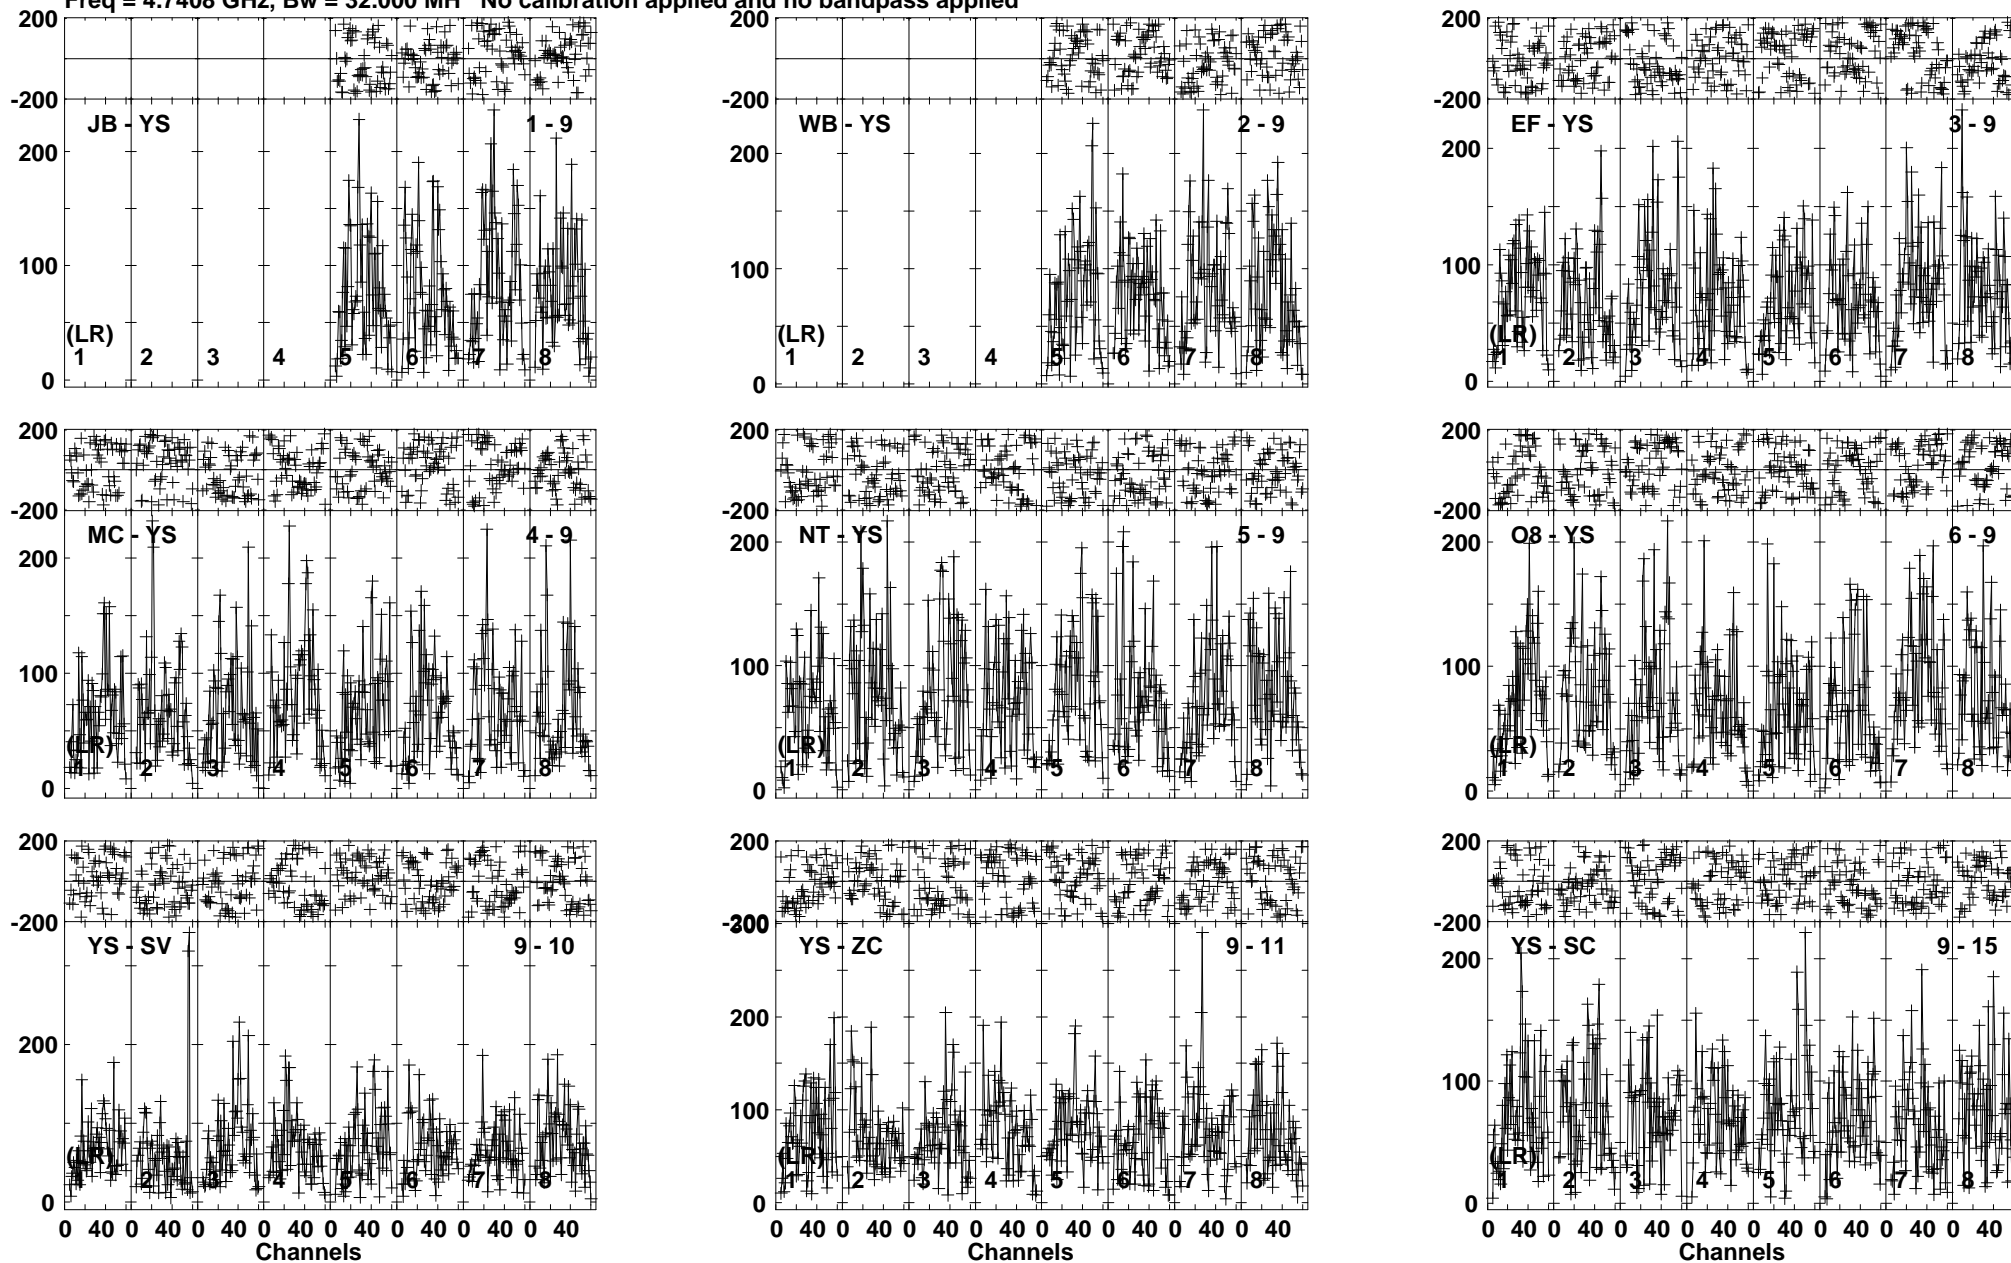 Freq = 4.7408 GHz, Bw = 32.000 MH No calibration applied and no bandpass applied
200 200 200
-200 -200 -200
JB - YS 1 - 9 WB - YS 2 - 9 EF - YS 3 - 9
200 200 200
100 100 100
(LR) (LR) (LR)
1 2 3 4 5 6 7 8 1 2 3 4 5 6 7 8 1 2 3 4 5 6 7 8
0 0 0
200 200 200
-200 -200 -200
MC - YS 4 - 9 NT - YS 5 - 9 O8 - YS 6 - 9
200 200 200
100 100 100
(LR) (LR) (LR)
1 2 3 4 5 6 7 8 1 2 3 4 5 6 7 8 1 2 3 4 5 6 7 8
0 0 0
200 200 200
-200 -200 300 -200
YS - SV 9 - 10 YS - ZC 9 - 11 YS - SC 9 - 15
200 200 200
100 100
(LR) (LR) (LR)
1 2 3 4 5 6 7 8 1 2 3 4 5 6 7 8 1 2 3 4 5 6 7 8
0 0 0
0 40 0 40 0 40 0 40 0 40 0 40 0 40 0 40 0 40 0 40 0 40 0 40 0 40 0 40 0 40 0 40 0 40 0 40 0 40 0 40 0 40 0 40 0 40 0 40
Channels Channels Channels